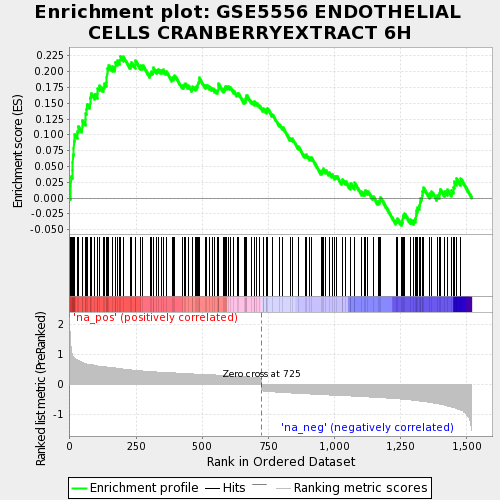 Enrichment plot: GSE5556 ENDOTHELIAL
CELLS CRANBERRYEXTRACT 6H
Enrichment score (ES)
0.225
0.200
0.175
0.150
0.125
0.100
0.075
0.050
0.025
0.000
-0.025
-0.050
'na_pos' (positively correlated)
Ranked list metric (PreRanked)
2
1
0
-1
Zero cross at 725
'na_neg' (negatively correlated)
0
250
500
750
1,000
1,250
1,500
Rank in Ordered Dataset
Enrichment profile
Hits
Ranking metric scores